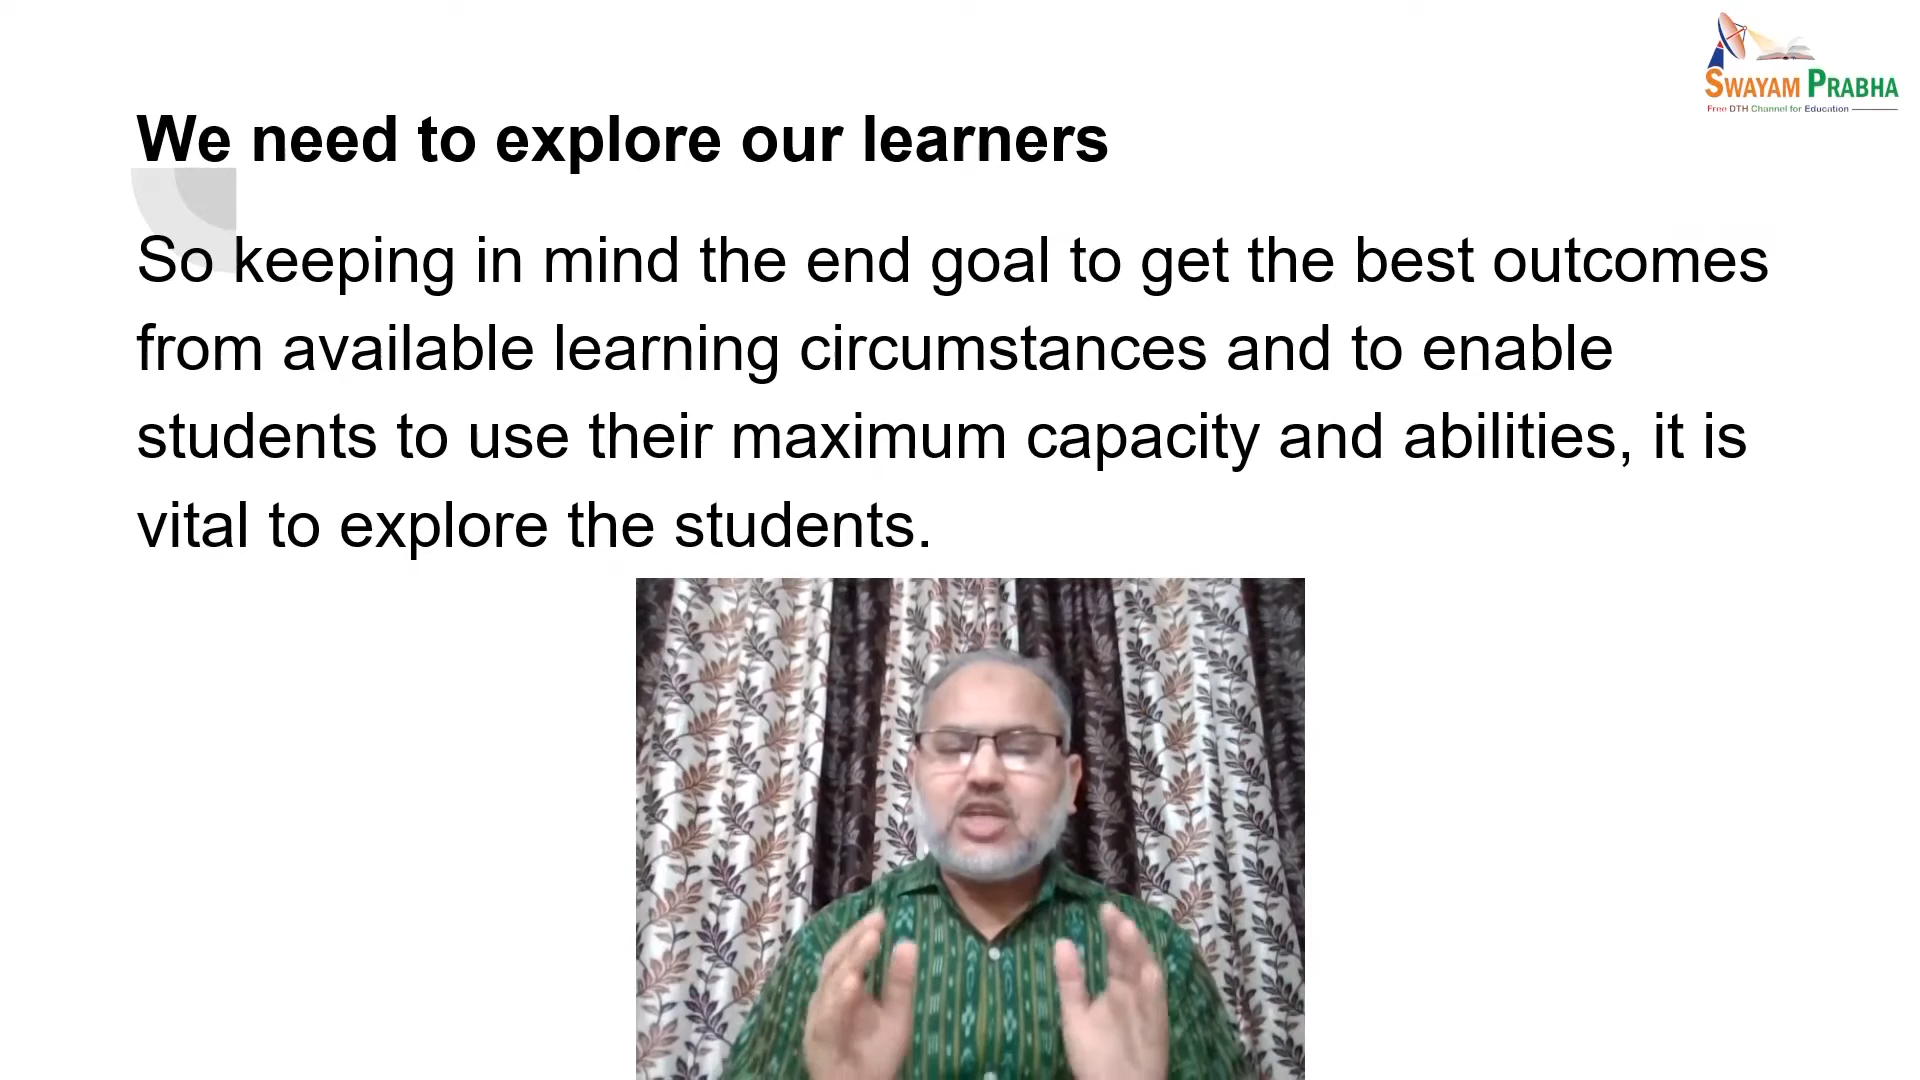 SWAYAM PRABHA
Free DTH Channel for Education
We need to explore our learners
So keeping in mind the end goal to get the best outcomes
from available learning circumstances and to enable
students to use their maximum capacity and abilities, it is
vital to explore the students.